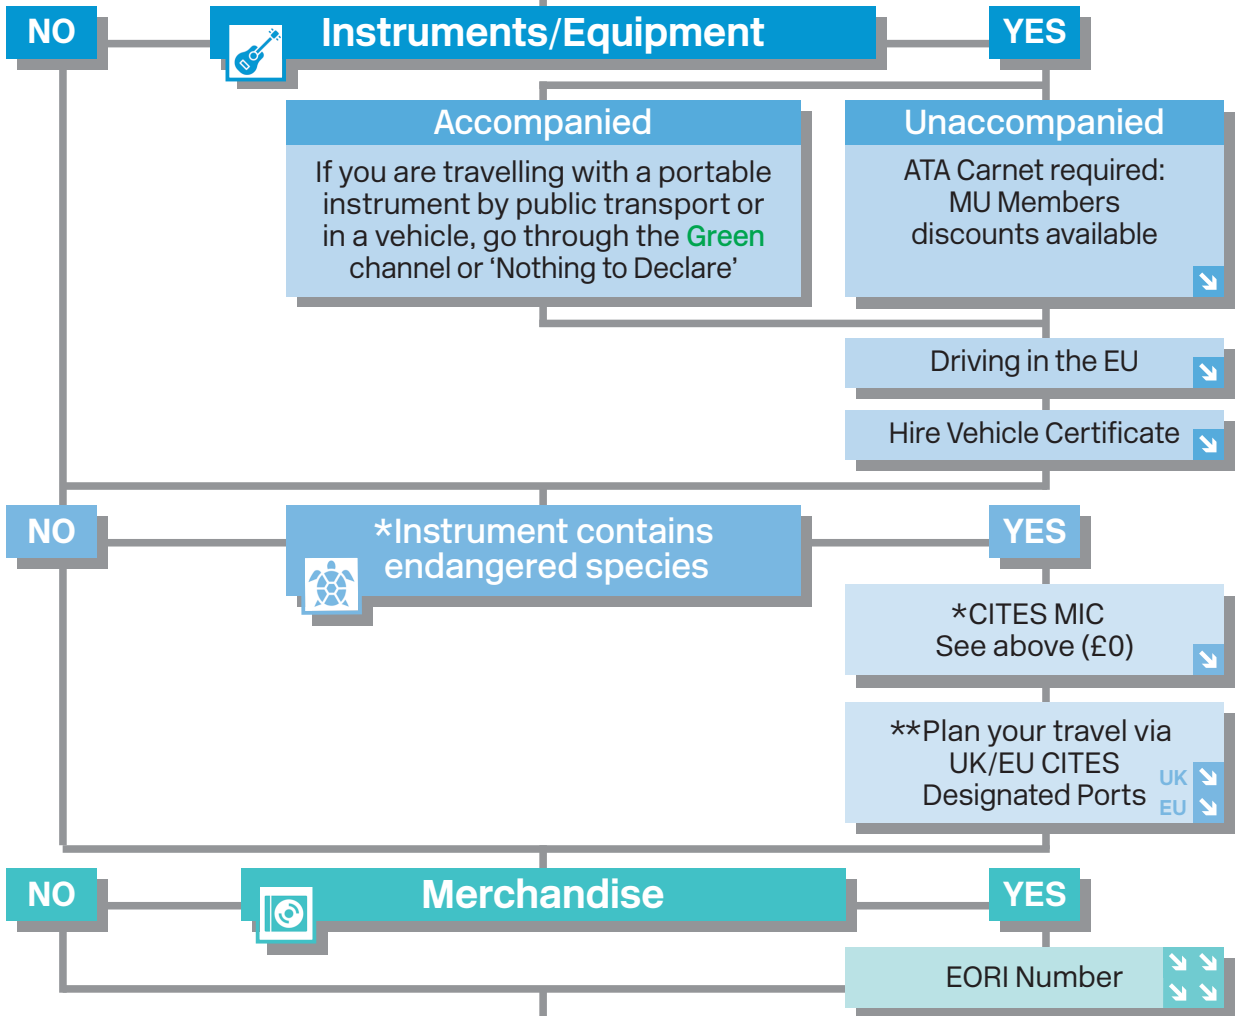 NO
Instruments/Equipment
YES
Accompanied
If you are travelling with a portable
instrument by public transport or
in a vehicle, go through the Green
channel or ‘Nothing to Declare’
Unaccompanied
ATA Carnet required:
MU Members
discounts available
Driving in the EU
Hire Vehicle Certificate
NO
*Instrument contains
endangered species
YES
*CITES MIC
See above (£0)
**Plan your travel via
UK/EU CITES
Designated Ports
UK
EU
NO
Merchandise
YES
EORI Number